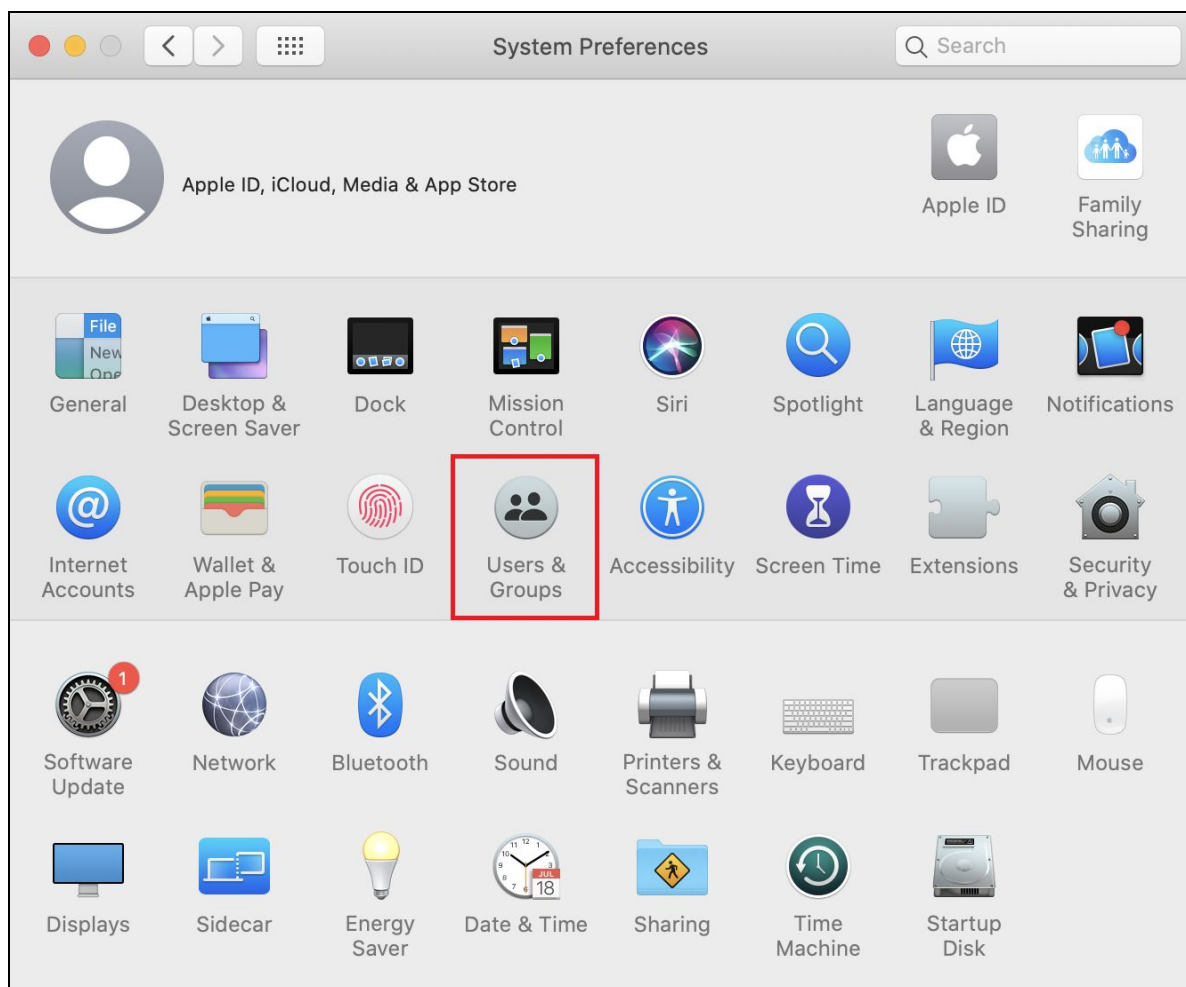 System Preferences
Search
Apple ID, iCloud, Media & App Store
Apple ID
Family
Sharing
File
New
Ope
General
Desktop &
Screen Saver
Dock
Mission
Control
Siri
Spotlight
Language
& Region
Notifications
@
Internet
Accounts
Wallet &
Apple Pay
Touch ID
Users &
Groups
Accessibility
Screen Time
Extensions
Security
& Privacy
1
Software
Update
Network
Bluetooth
Sound
Printers &
Scanners
Keyboard
Trackpad
Mouse
Displays
Sidecar
Energy
Saver
JUL
18
Date & Time
Sharing
Time
Machine
Startup
Disk